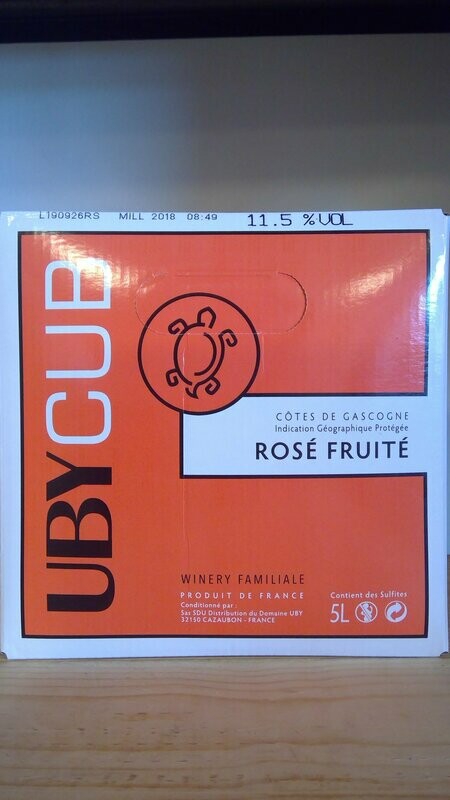 L190926RS MILL 2018 08:49 11.5 %VOL
UBYCUB
CÔTES DE GASCOGNE
Indication Géographique Protégée
ROSÉ FRUITÉ
WINERY FAMILIALE
PRODUIT DE FRANCE
Conditionné par :
Sas SDU Distribution du Domaine UBY
32150 CAZAUBON - FRANCE
Contient des Sulfites
5L